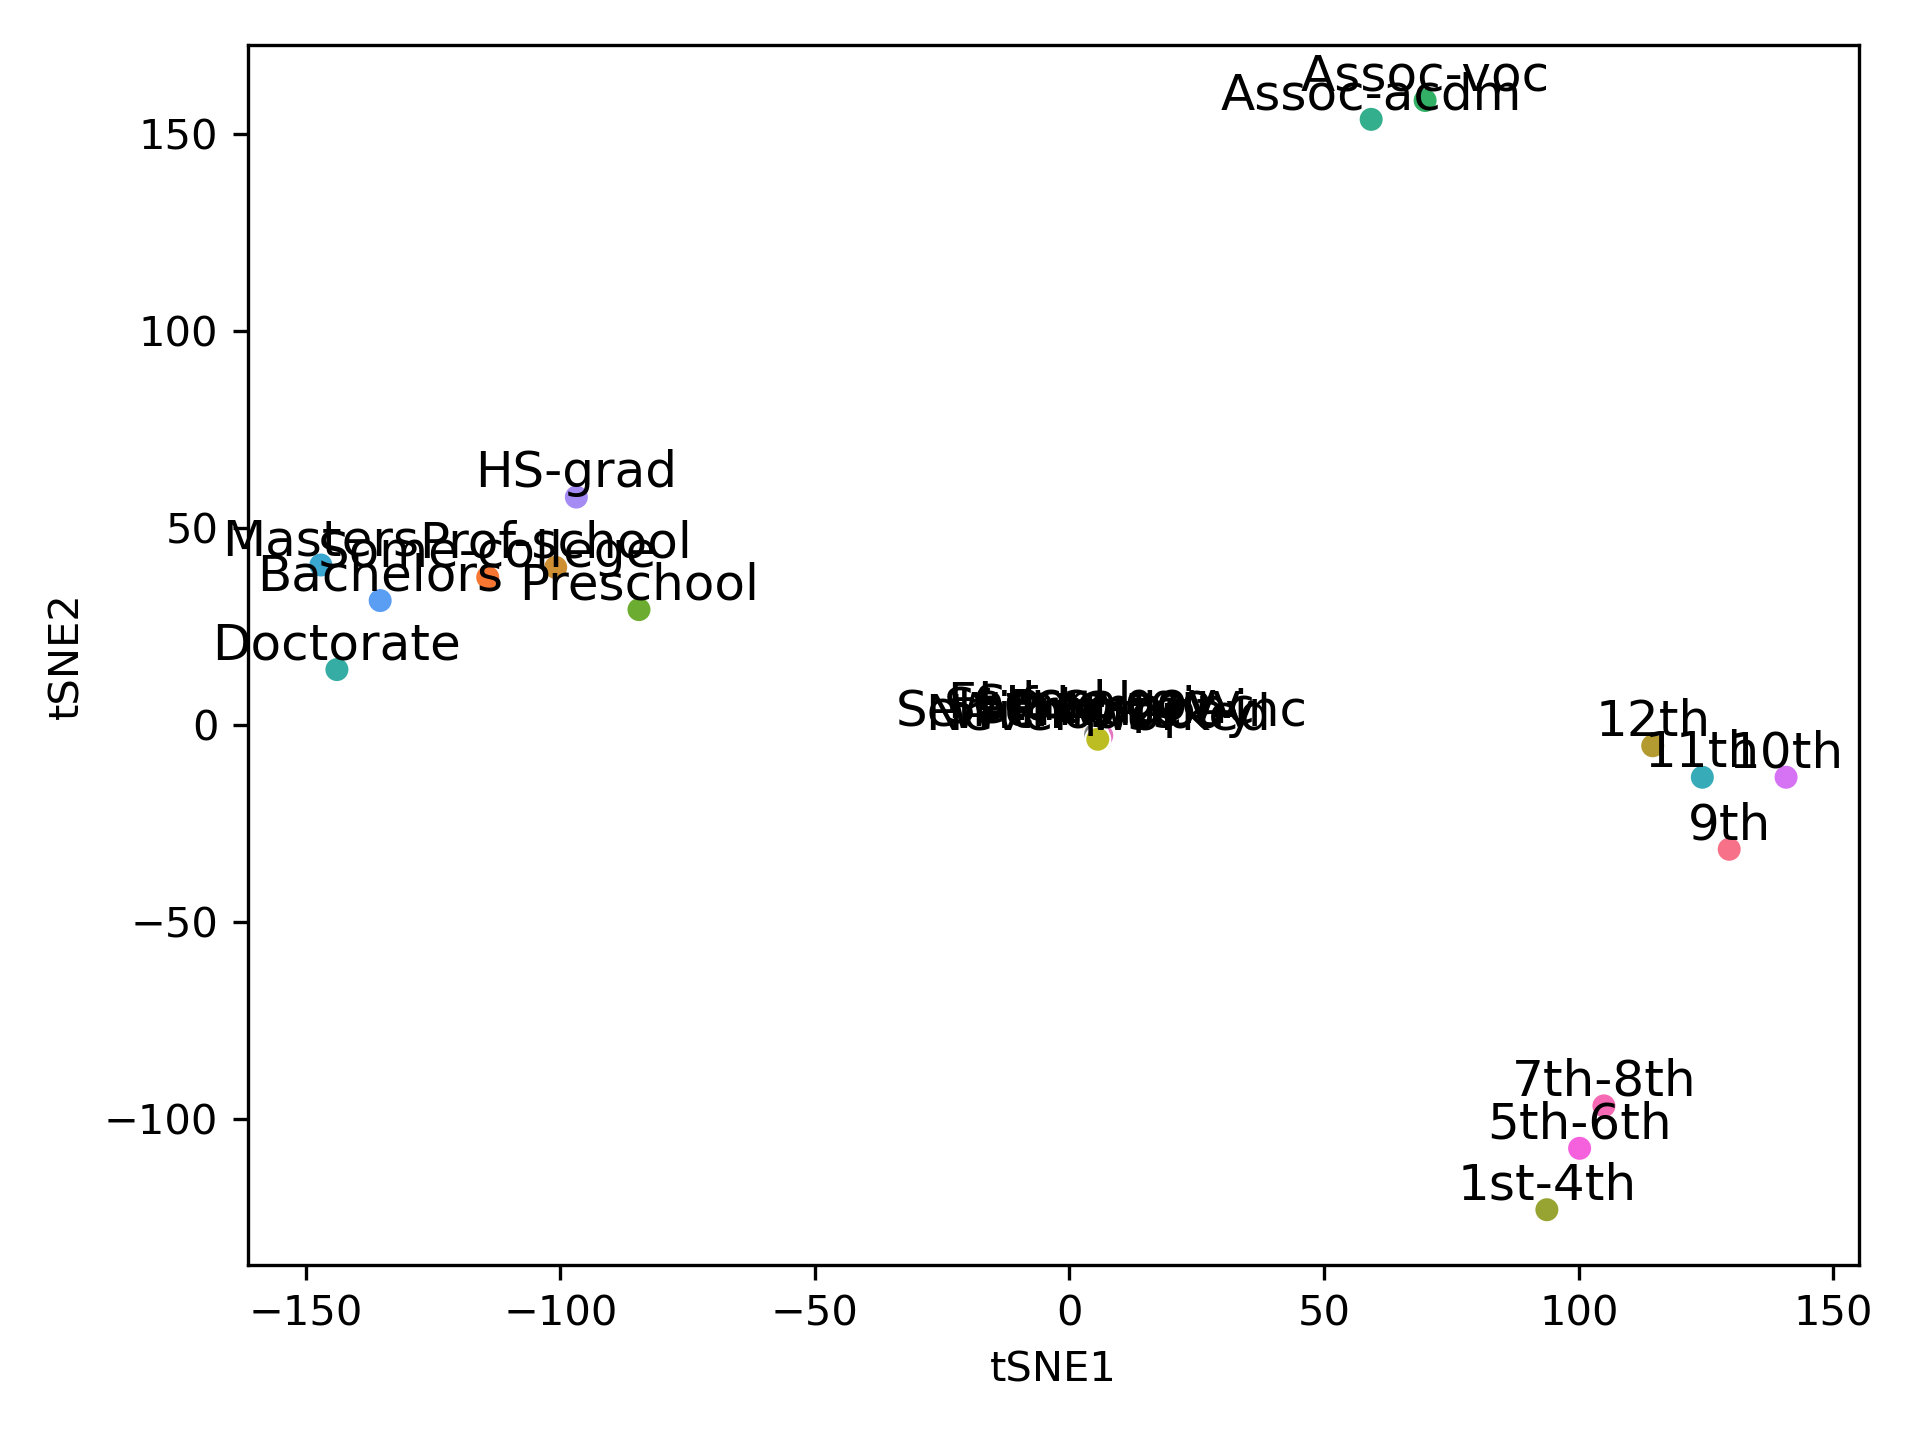 Assoc-voc
Assoc-acdm
150
100
HS-grad
50
Masters
Prof-school
Some-college
Bachelors
Preschool
Doctorate
tSNE2
0
12th
11th
10th
9th
−50
7th-8th
−100
5th-6th
1st-4th
−150
−100
−50
0
50
100
150
tSNE1